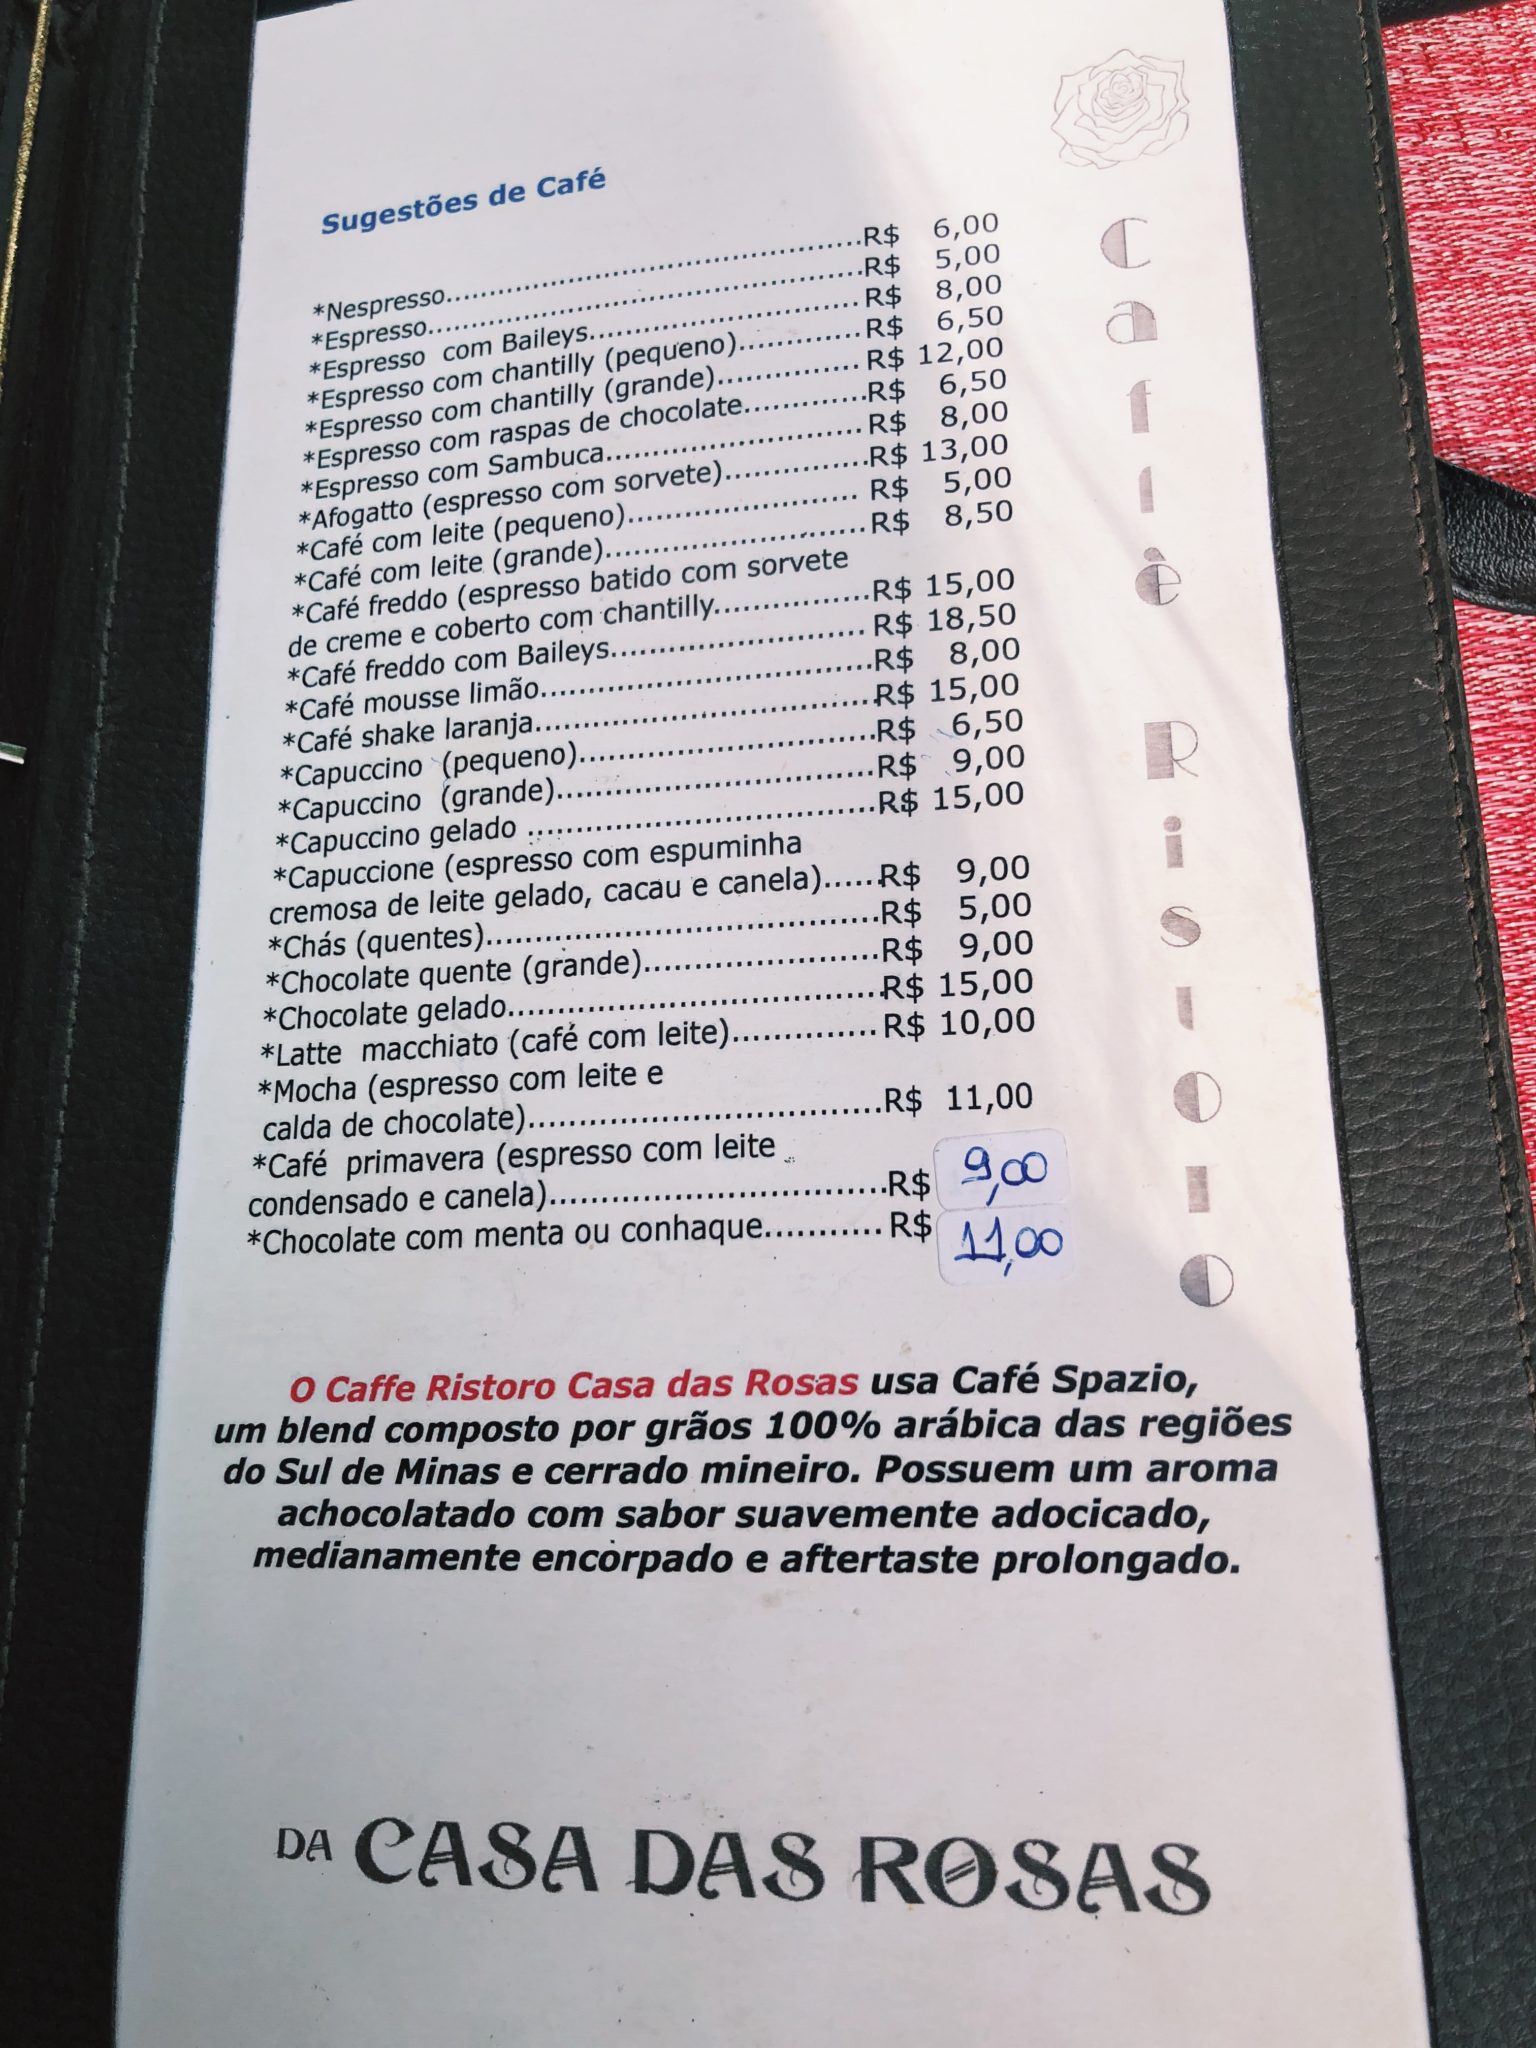 Sugestões de Café
*Nespresso..................................................R$ 6,00
*Espresso....................................................R$ 5,00
*Espresso com Baileys.................................R$ 8,00
*Espresso com chantilly (pequeno)...............R$ 6,50
*Espresso com chantilly (grande).................R$ 12,00
*Espresso com raspas de chocolate..............R$ 6,50
*Espresso com Sambuca..............................R$ 8,00
*Afogatto (espresso com sorvete).................R$ 13,00
*Café com leite (pequeno)........................... R$ 5,00
*Café com leite (grande)..............................R$ 8,50
*Café freddo (espresso batido com sorvete
de creme e coberto com chantilly..................R$ 15,00
*Café freddo com Baileys............................. R$ 18,50
*Café mousse limão.....................................R$ 8,00
*Café shake laranja......................................R$ 15,00
*Capuccino (pequeno).................................R$ 6,50
*Capuccino (grande)....................................R$ 9,00
*Capuccino gelado .......................................R$ 15,00
*Capuccione (espresso com espuminha
cremosa de leite gelado, cacau e canela)......R$ 9,00
*Chás (quentes)...........................................R$ 5,00
*Chocolate quente (grande).........................R$ 9,00
*Chocolate gelado........................................R$ 15,00
*Latte macchiato (café com leite)................R$ 10,00
*Mocha (espresso com leite e
calda de chocolate)......................................R$ 11,00
*Café primavera (espresso com leite
condensado e canela)...................................R$ 9,00
*Chocolate com menta ou conhaque........... R$ 11,00
Caffê Ristoro
O Caffe Ristoro Casa das Rosas usa Café Spazio,
um blend composto por grãos 100% arábica das regiões
do Sul de Minas e cerrado mineiro. Possuem um aroma
achocolatado com sabor suavemente adocicado,
medianamente encorpado e aftertaste prolongado.
DA CASA DAS ROSAS